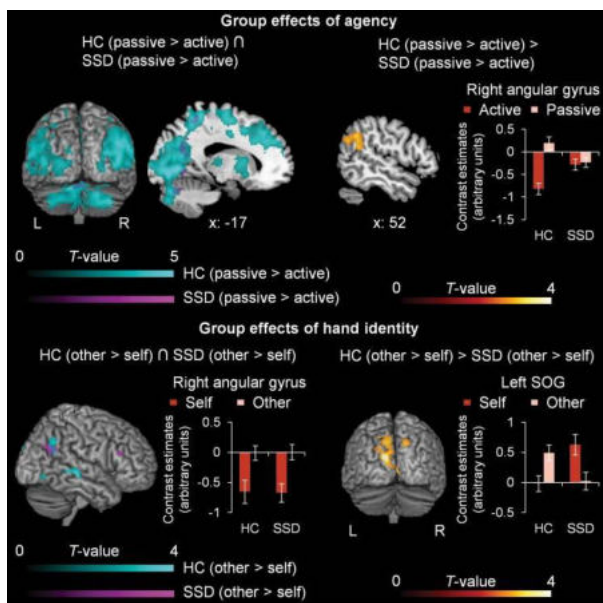 Group effects of agency
HC (passive > active) ∩
SSD (passive > active)
HC (passive > active) >
SSD (passive > active)
Right angular gyrus
Active Passive
Contrast estimates
(arbitrary units)
0.5
0
-0.5
-1
-1.5
HC SSD
L R
x: -17
x: 52
0 T-value 5
HC (passive > active)
SSD (passive > active)
0 T-value 4
Group effects of hand identity
HC (other > self) ∩ SSD (other > self)
HC (other > self) > SSD (other > self)
Right angular gyrus
Self Other
Contrast estimates
(arbitrary units)
0.5
0
-0.5
-1
HC SSD
Left SOG
Self Other
Contrast estimates
(arbitrary units)
1
0.5
0
-0.5
HC SSD
L R
0 T-value 4
HC (other > self)
SSD (other > self)
0 T-value 4